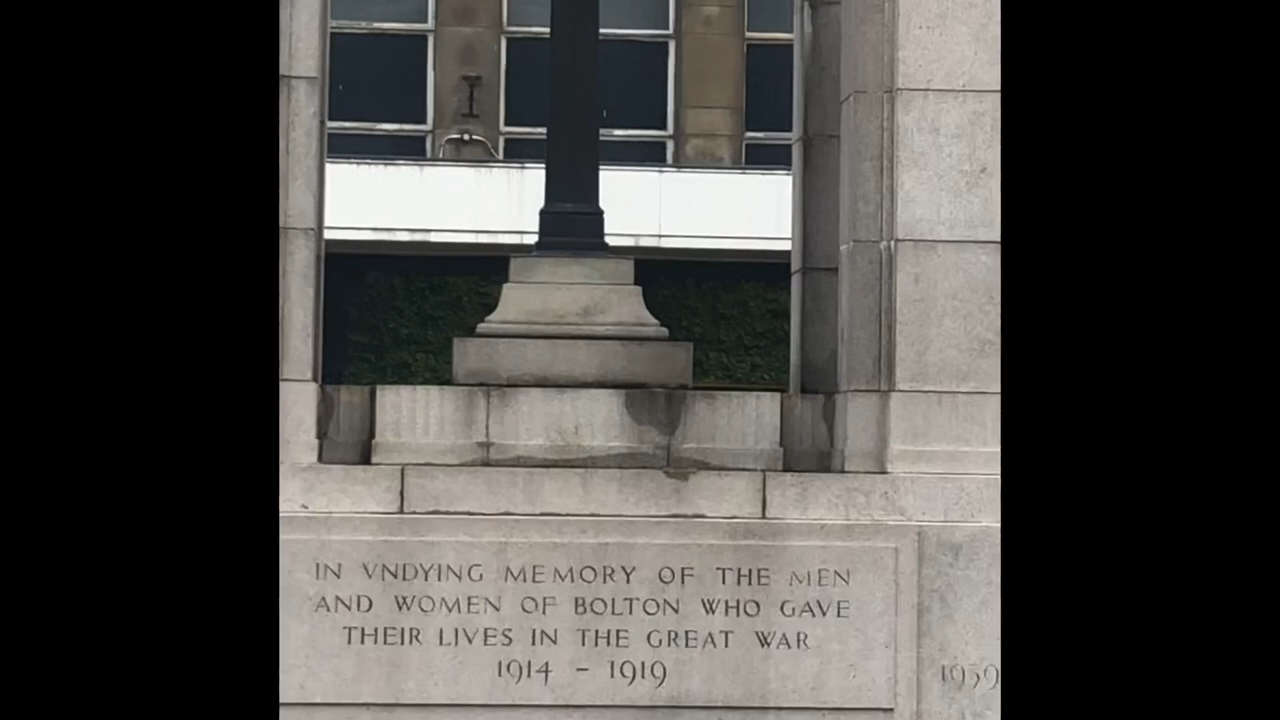 IN VNDYING MEMORY OF THE MEN
AND WOMEN OF BOLTON WHO GAVE
THEIR LIVES IN THE GREAT WAR
1914 – 1919
1939